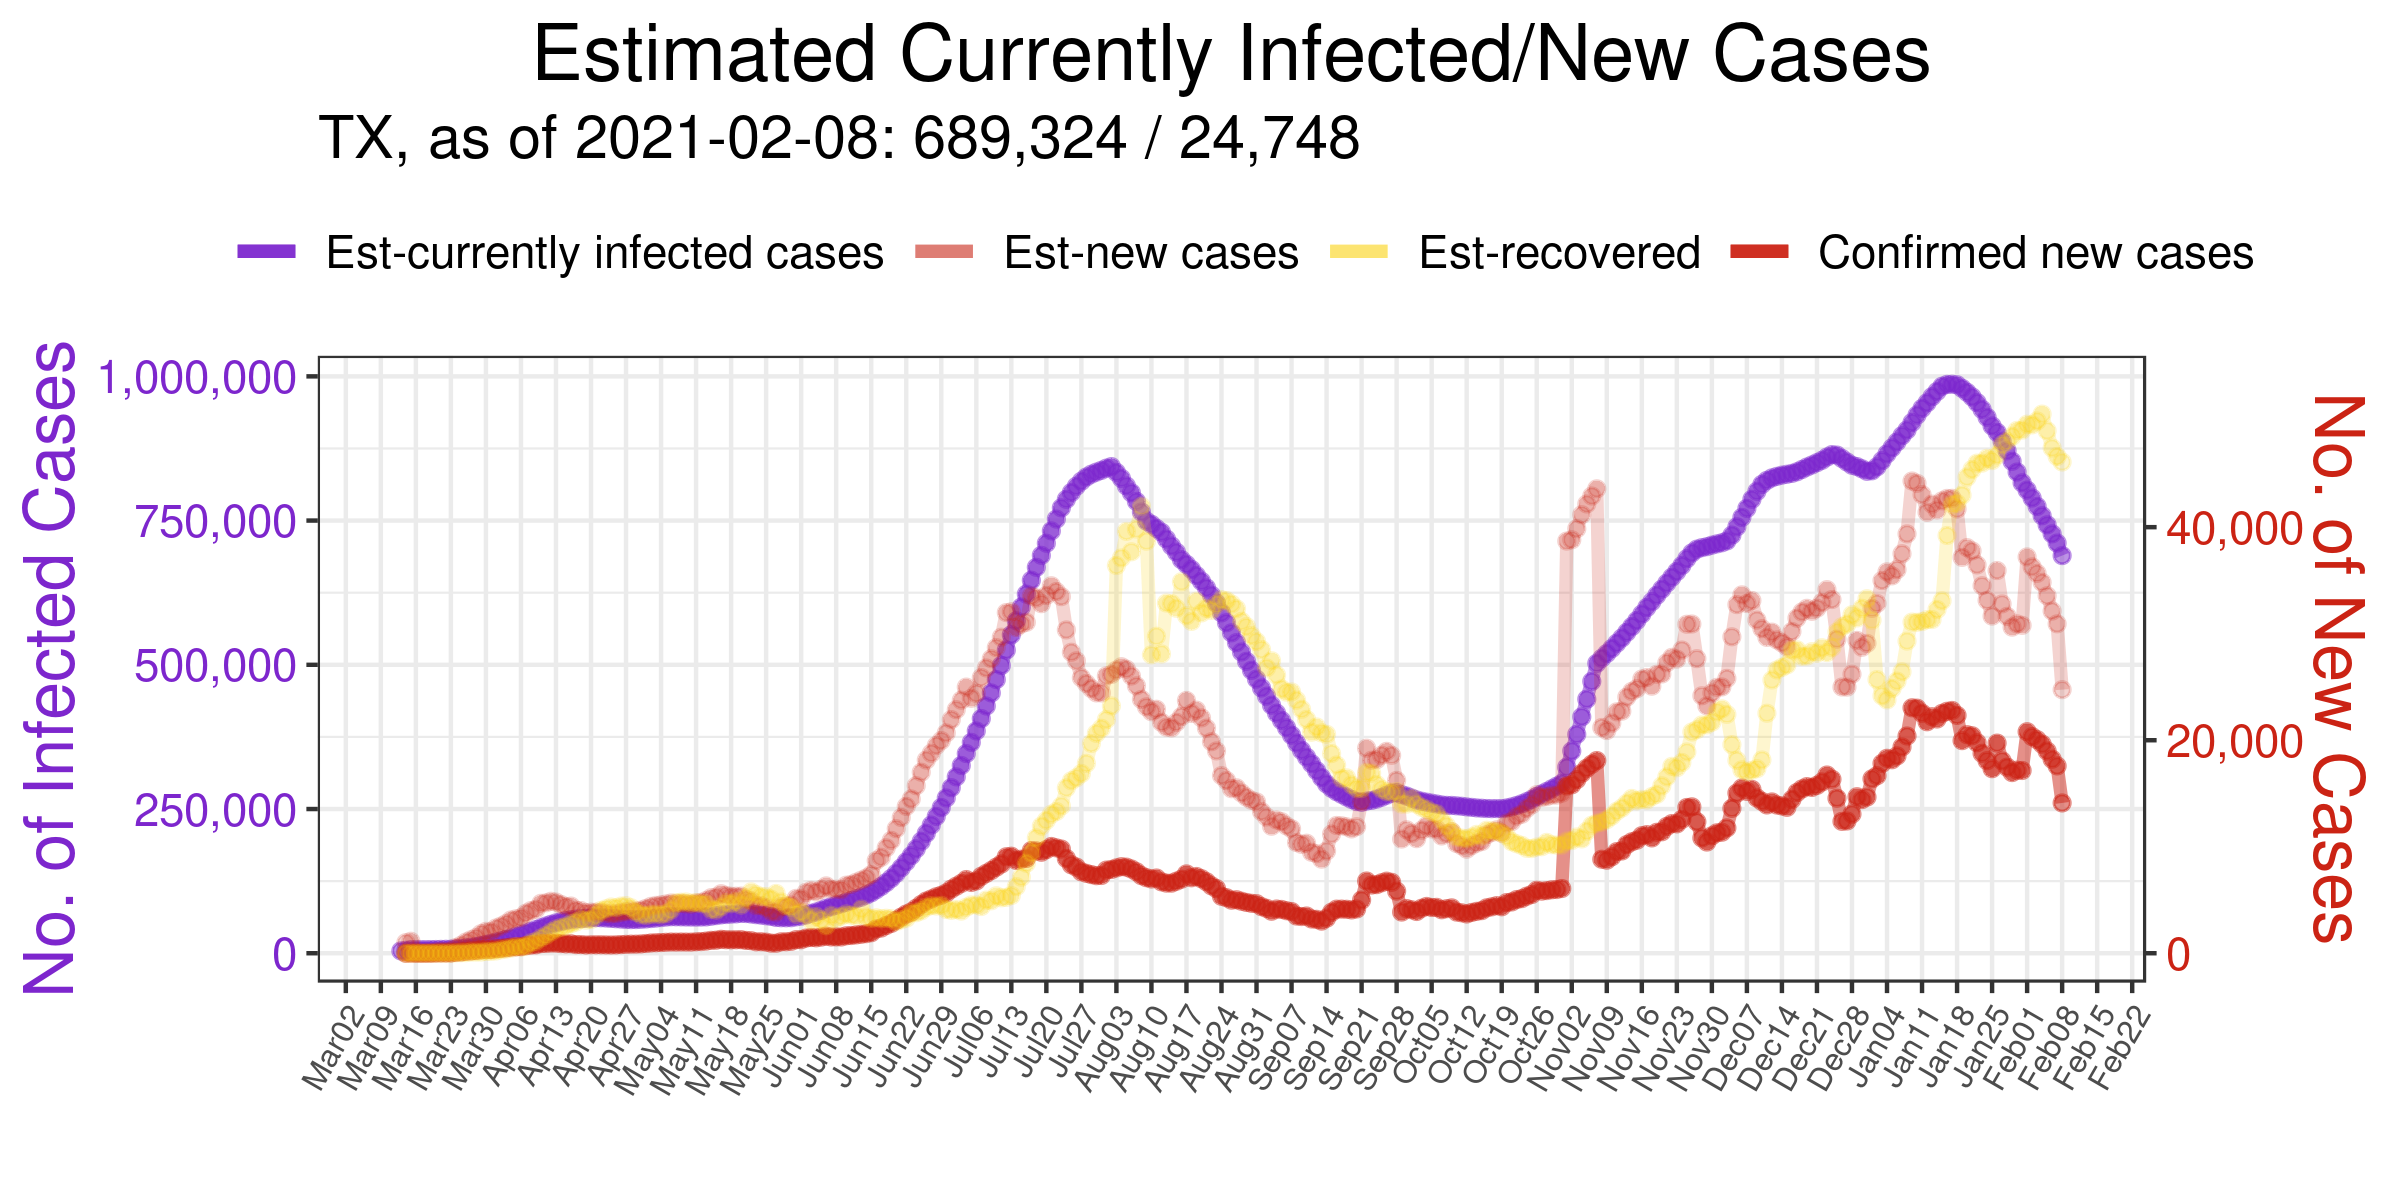 Estimated Currently Infected/New Cases
TX, as of 2021-02-08: 689,324 / 24,748
Est-currently infected cases Est-new cases Est-recovered Confirmed new cases
No. of Infected Cases
1,000,000
750,000
500,000
250,000
0
40,000
20,000
0
No. of New Cases
Mar02 Mar09 Mar16 Mar23 Mar30 Apr06 Apr13 Apr20 Apr27 May04 May11 May18 May25 Jun01 Jun08 Jun15 Jun22 Jun29 Jul06 Jul13 Jul20 Jul27 Aug03 Aug10 Aug17 Aug24 Aug31 Sep07 Sep14 Sep21 Sep28 Oct05 Oct12 Oct19 Oct26 Nov02 Nov09 Nov16 Nov23 Nov30 Dec07 Dec14 Dec21 Dec28 Jan04 Jan11 Jan18 Jan25 Feb01 Feb08 Feb15 Feb22